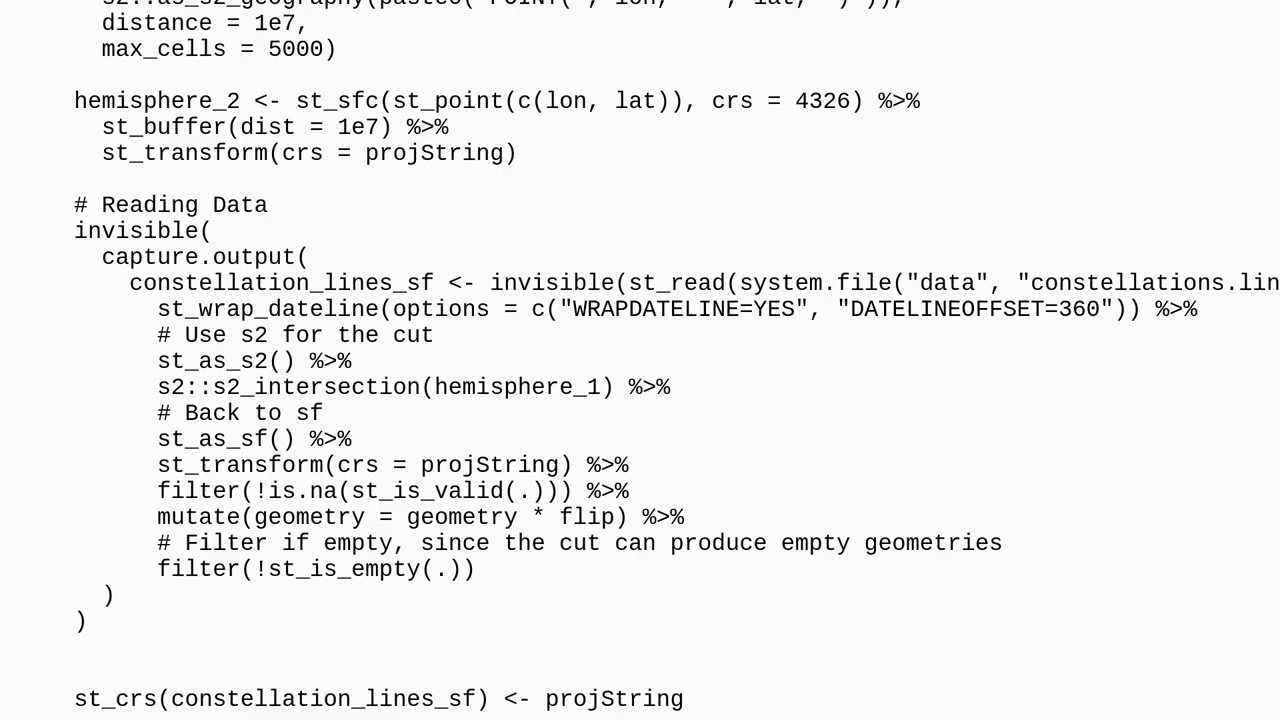 distance = 1e7,
max_cells = 5000)
hemisphere_2 <- st_sfc(st_point(c(lon, lat)), crs = 4326) %>%
st_buffer(dist = 1e7) %>%
st_transform(crs = projString)
# Reading Data
invisible(
capture.output(
constellation_lines_sf <- invisible(st_read(system.file("data", "constellations.lin
st_wrap_dateline(options = c("WRAPDATELINE=YES", "DATELINEOFFSET=360")) %>%
# Use s2 for the cut
st_as_s2() %>%
s2::s2_intersection(hemisphere_1) %>%
# Back to sf
st_as_sf() %>%
st_transform(crs = projString) %>%
filter(!is.na(st_is_valid(.))) %>%
mutate(geometry = geometry * flip) %>%
# Filter if empty, since the cut can produce empty geometries
filter(!st_is_empty(.))
)
)
st_crs(constellation_lines_sf) <- projString